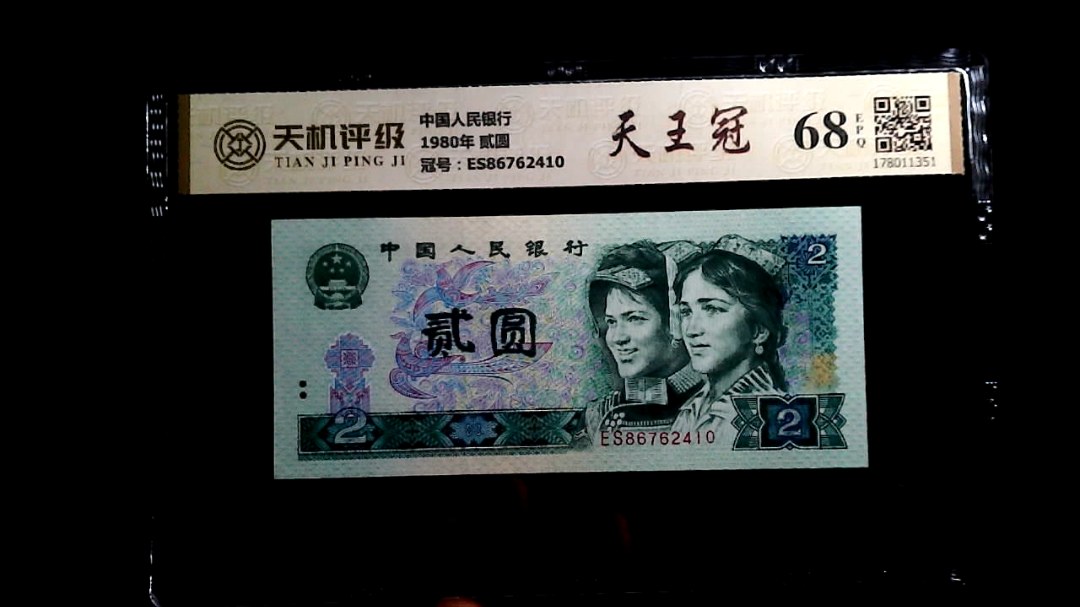 天机评级
TIAN JI PING JI
中国人民银行
1980年 贰圆
冠号：ES86762410
天王冠
68
EPQ
178011351
中国人民银行
2
贰圆
2
ES86762410
2